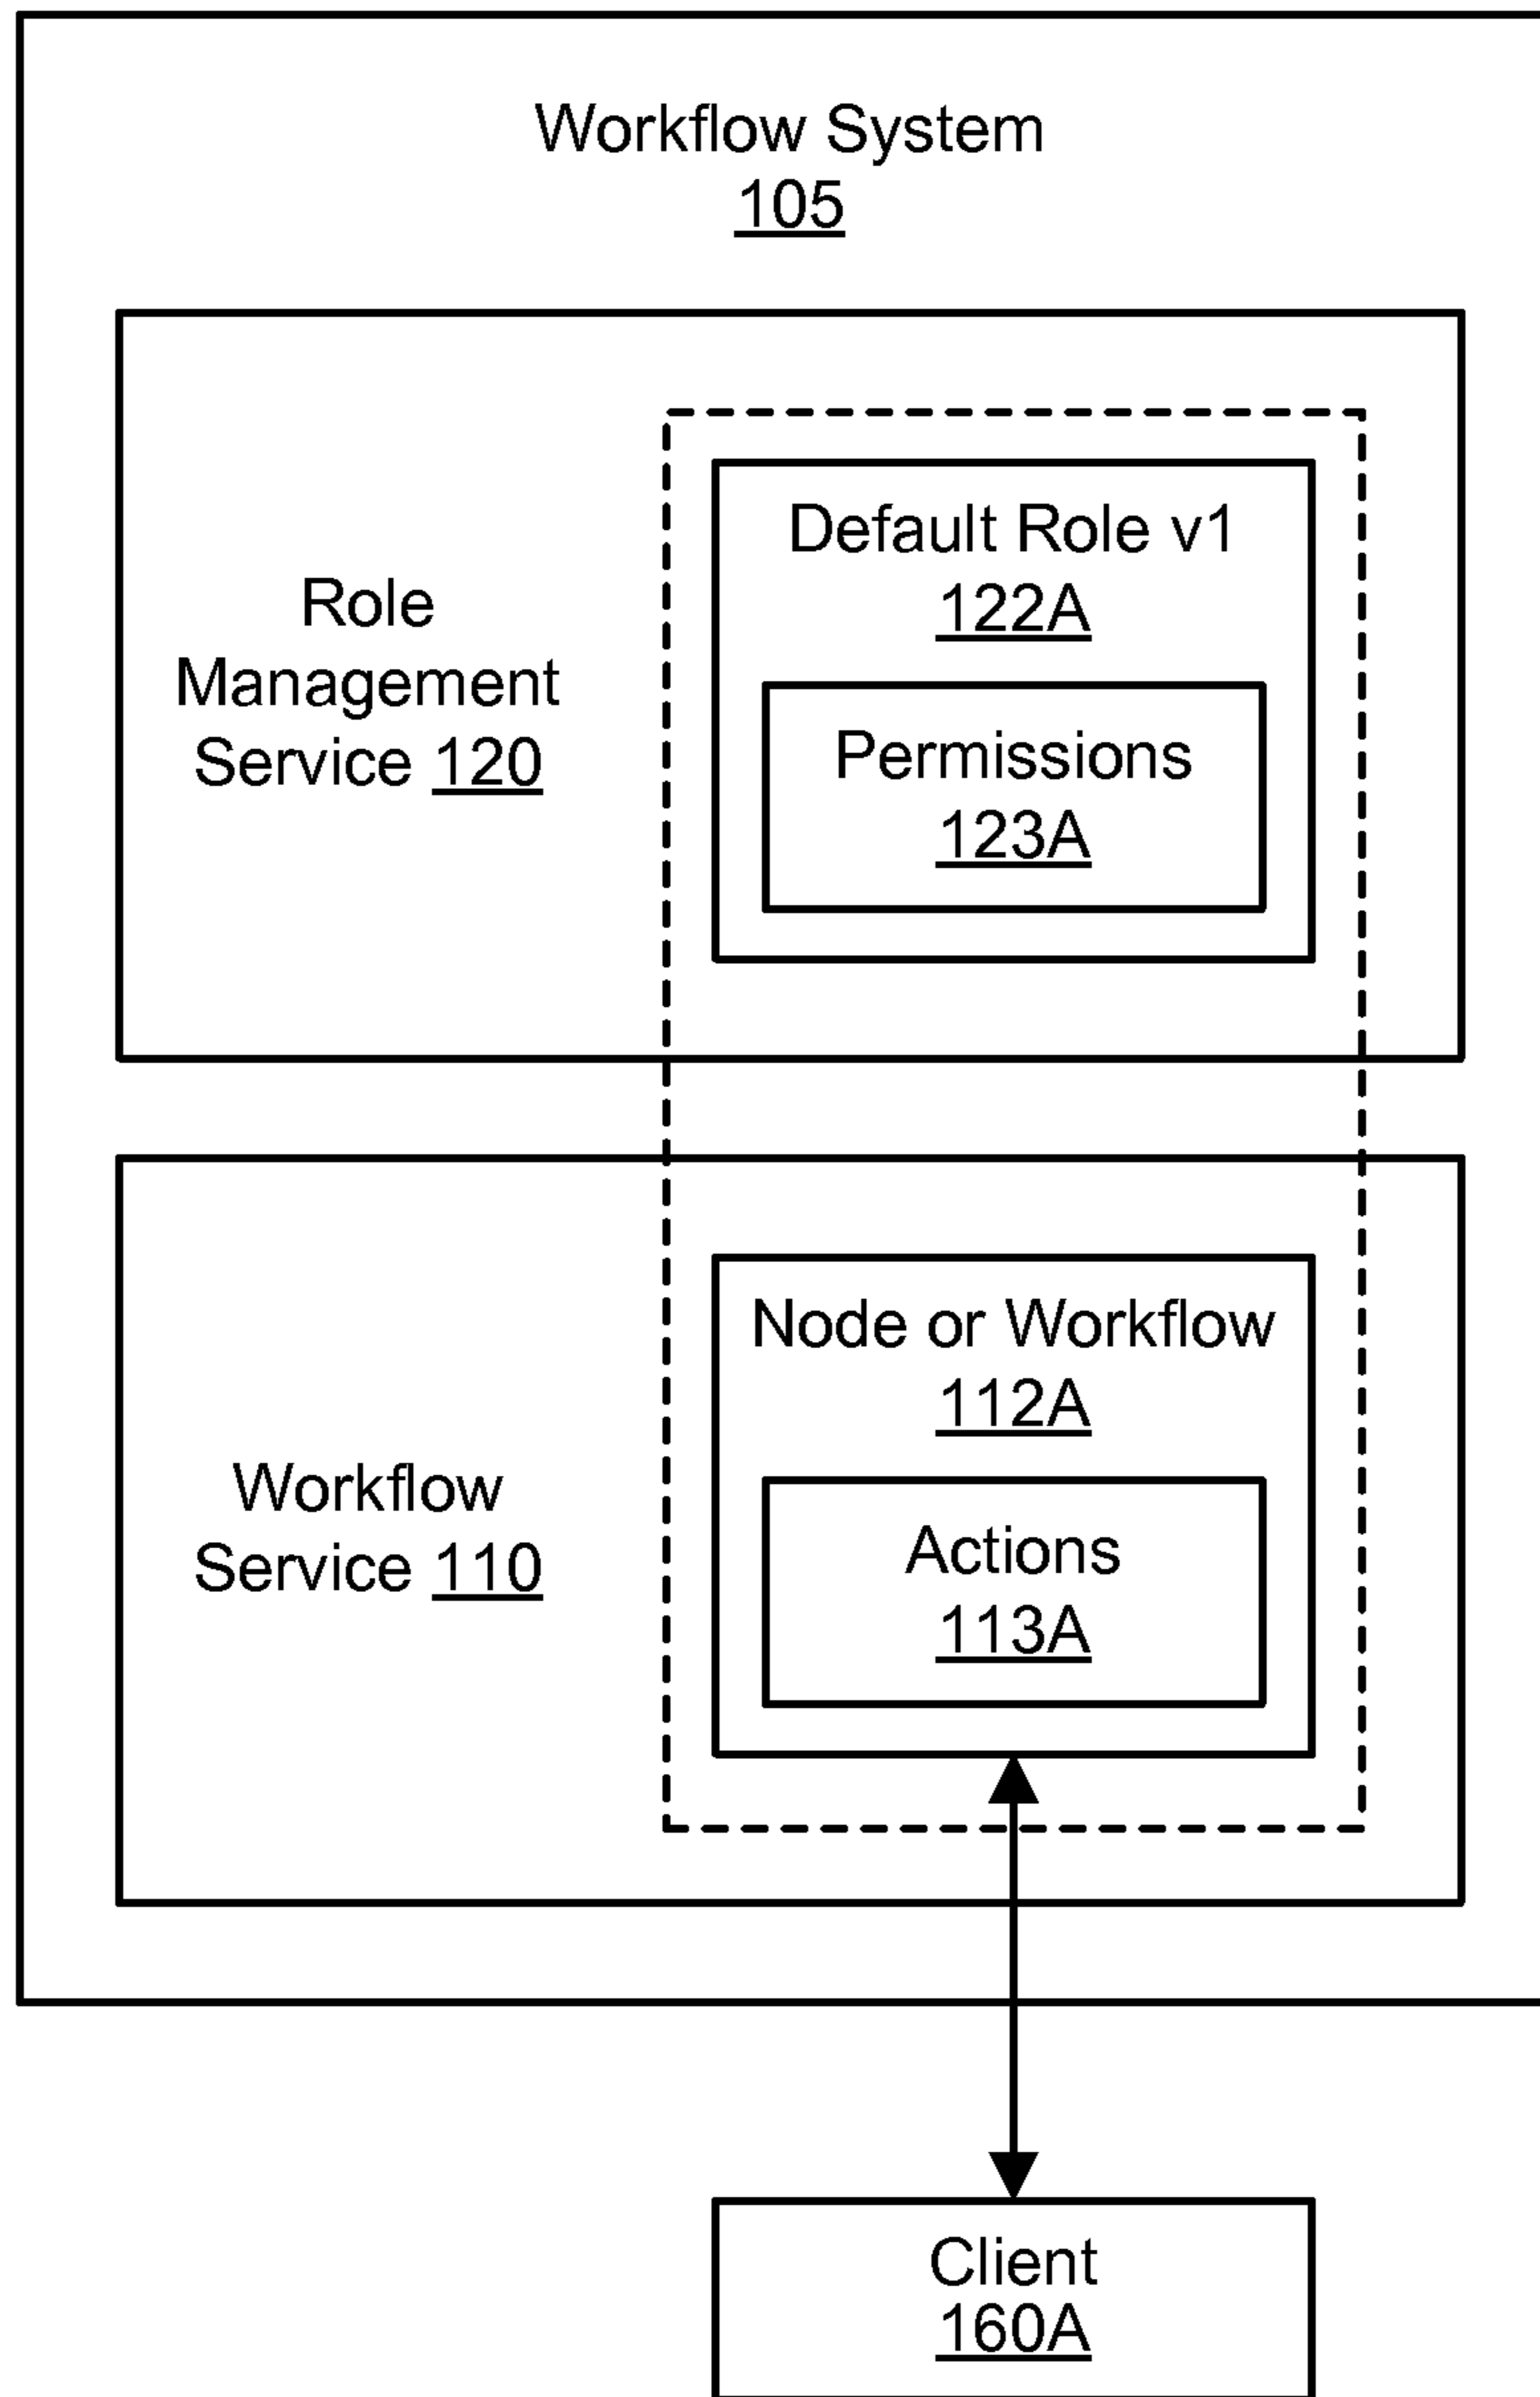 Workflow System
105
Default Role v1
122A
Role
Management
Service 120
Permissions
123A
Node or Workflow
112A
Workflow
Service 110
Actions
113A
Client
160A